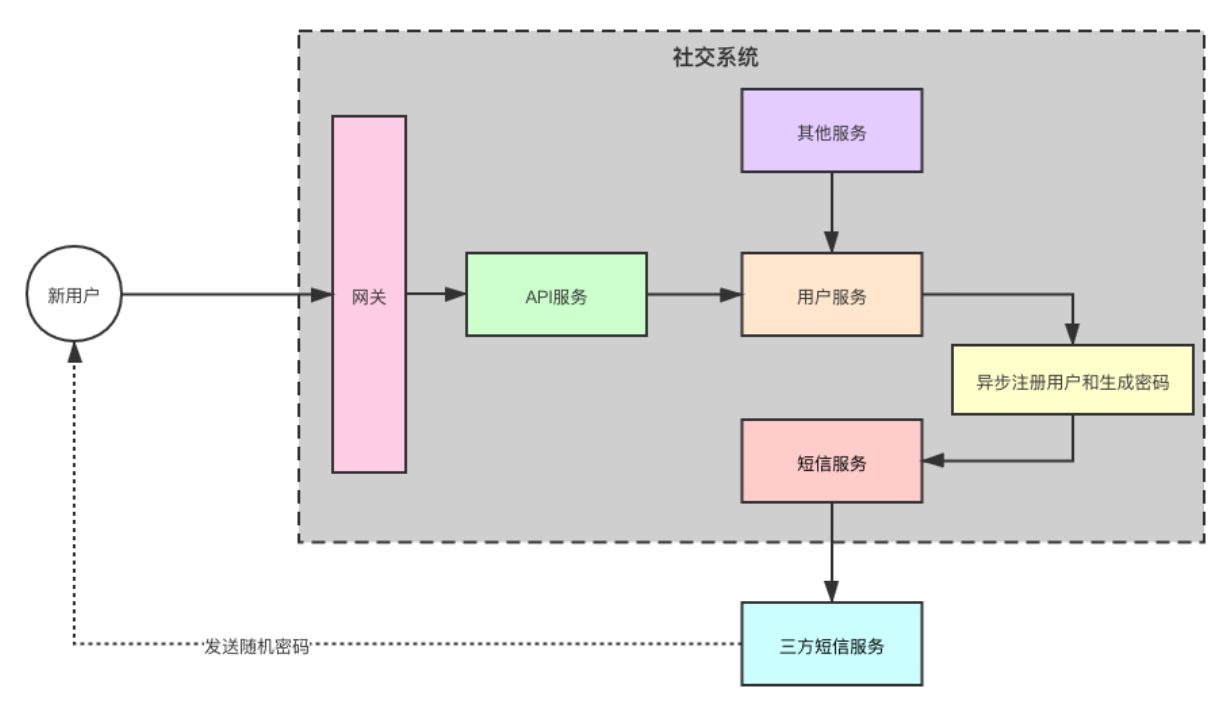 社交系统
其他服务
新用户
网关
API服务
用户服务
异步注册用户和生成密码
短信服务
发送随机密码
三方短信服务